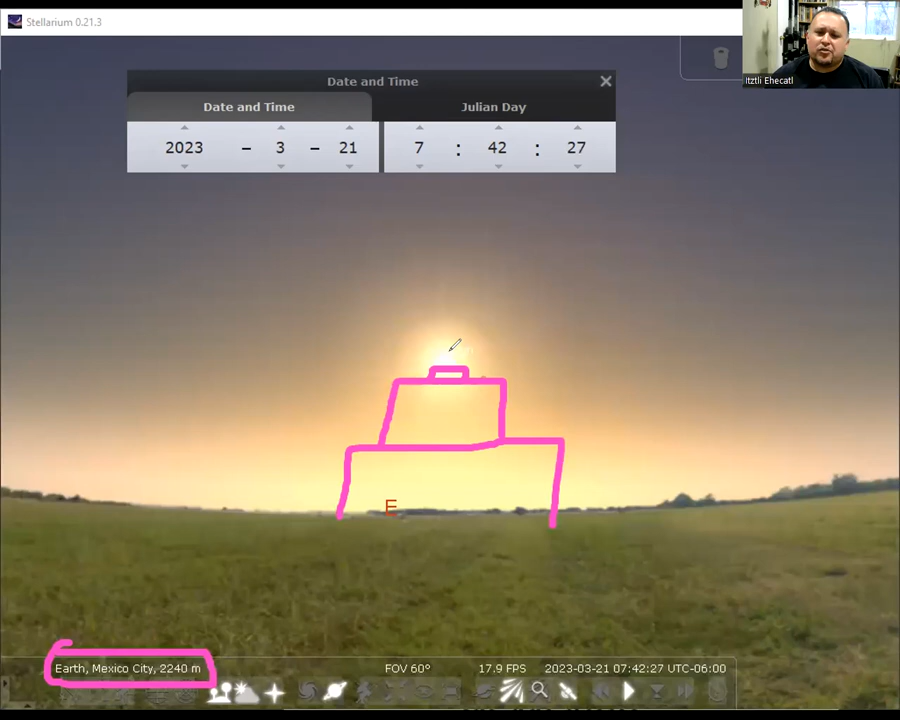 Stellarium 0.21.3
Itztli Ehecatl
Date and Time
Date and Time Julian Day
2023 - 3 - 21 7 : 42 : 27
E
Earth, Mexico City, 2240 m FOV 60° 17.9 FPS 2023-03-21 07:42:27 UTC-06:00